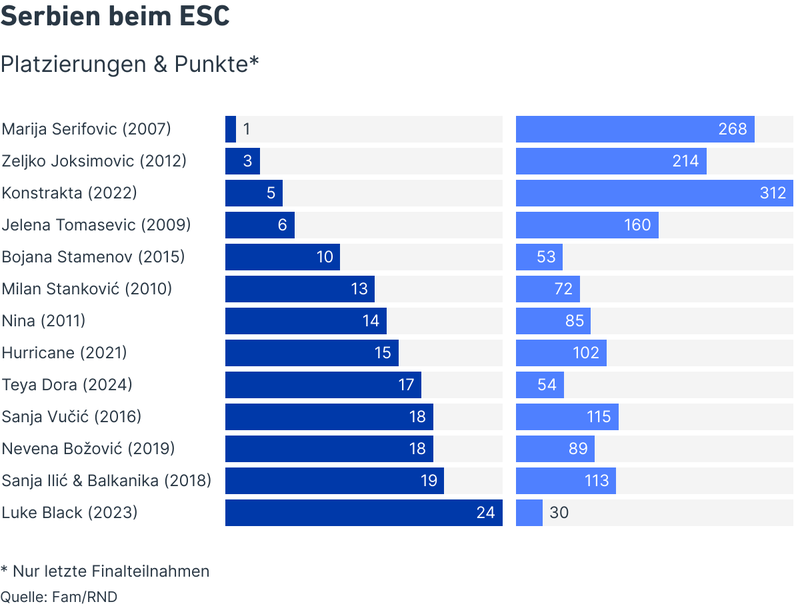 Serbien beim ESC
Platzierungen & Punkte*
Marija Serifovic (2007) 1 268
Zeljko Joksimovic (2012) 3 214
Konstrakta (2022) 5 312
Jelena Tomasevic (2009) 6 160
Bojana Stamenov (2015) 10 53
Milan Stanković (2010) 13 72
Nina (2011) 14 85
Hurricane (2021) 15 102
Teya Dora (2024) 17 54
Sanja Vučić (2016) 18 115
Nevena Božović (2019) 18 89
Sanja Ilić & Balkanika (2018) 19 113
Luke Black (2023) 24 30
* Nur letzte Finalteilnahmen
Quelle: Fam/RND